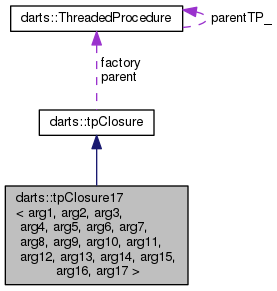 darts::ThreadedProcedure
parentTP_
factory
parent
darts::tpClosure
darts::tpClosure17
< arg1, arg2, arg3,
arg4, arg5, arg6, arg7,
arg8, arg9, arg10, arg11,
arg12, arg13, arg14, arg15,
arg16, arg17 >